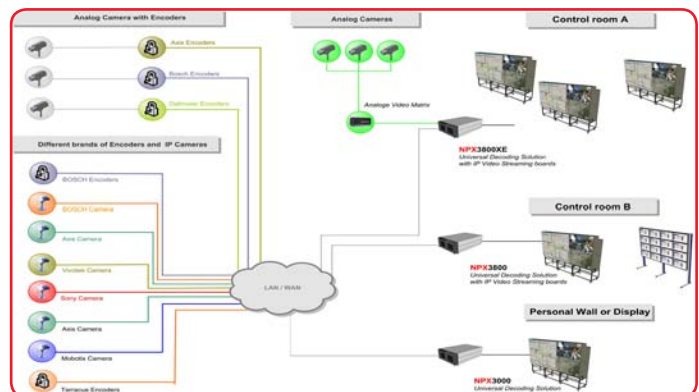 Analog Camera with Encoders
Axis Encoders
Bosch Encoders
Dallmeier Encoders
Different brands of Encoders and IP Cameras
BOSCH Encoders
BOSCH Camera
Axis Camera
Vivotek Camera
Sony Camera
Axis Camera
Mobotix Camera
Terracue Encoders
LAN / WAN
Analog Cameras
Analoge Video Matrix
Control room A
NPX3800XE
Universal Decoding Solution
with IP Video Streaming boards
Control room B
NPX3800
Universal Decoding Solution
with IP Video Streaming boards
Personal Wall or Display
NPX3000
Universal Decoding Solution